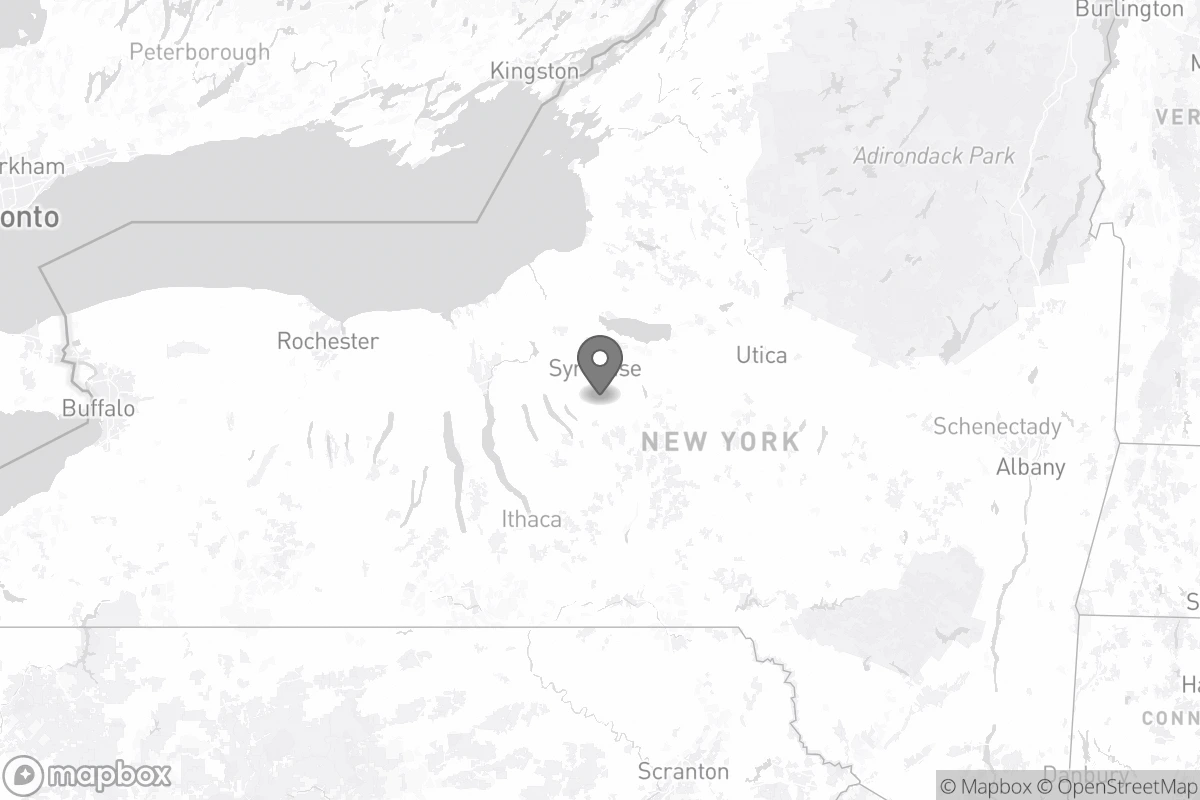 Burlington
Peterborough
Kingston
M
VER
Adirondack Park
rkham
onto
Rochester
Utica
Syr se
Buffalo
Schenectady
NEW YORK
Albany
Ithaca
S
Ha
CONN
Scranton
Danbury
mapbox
© Mapbox © OpenStreetMap